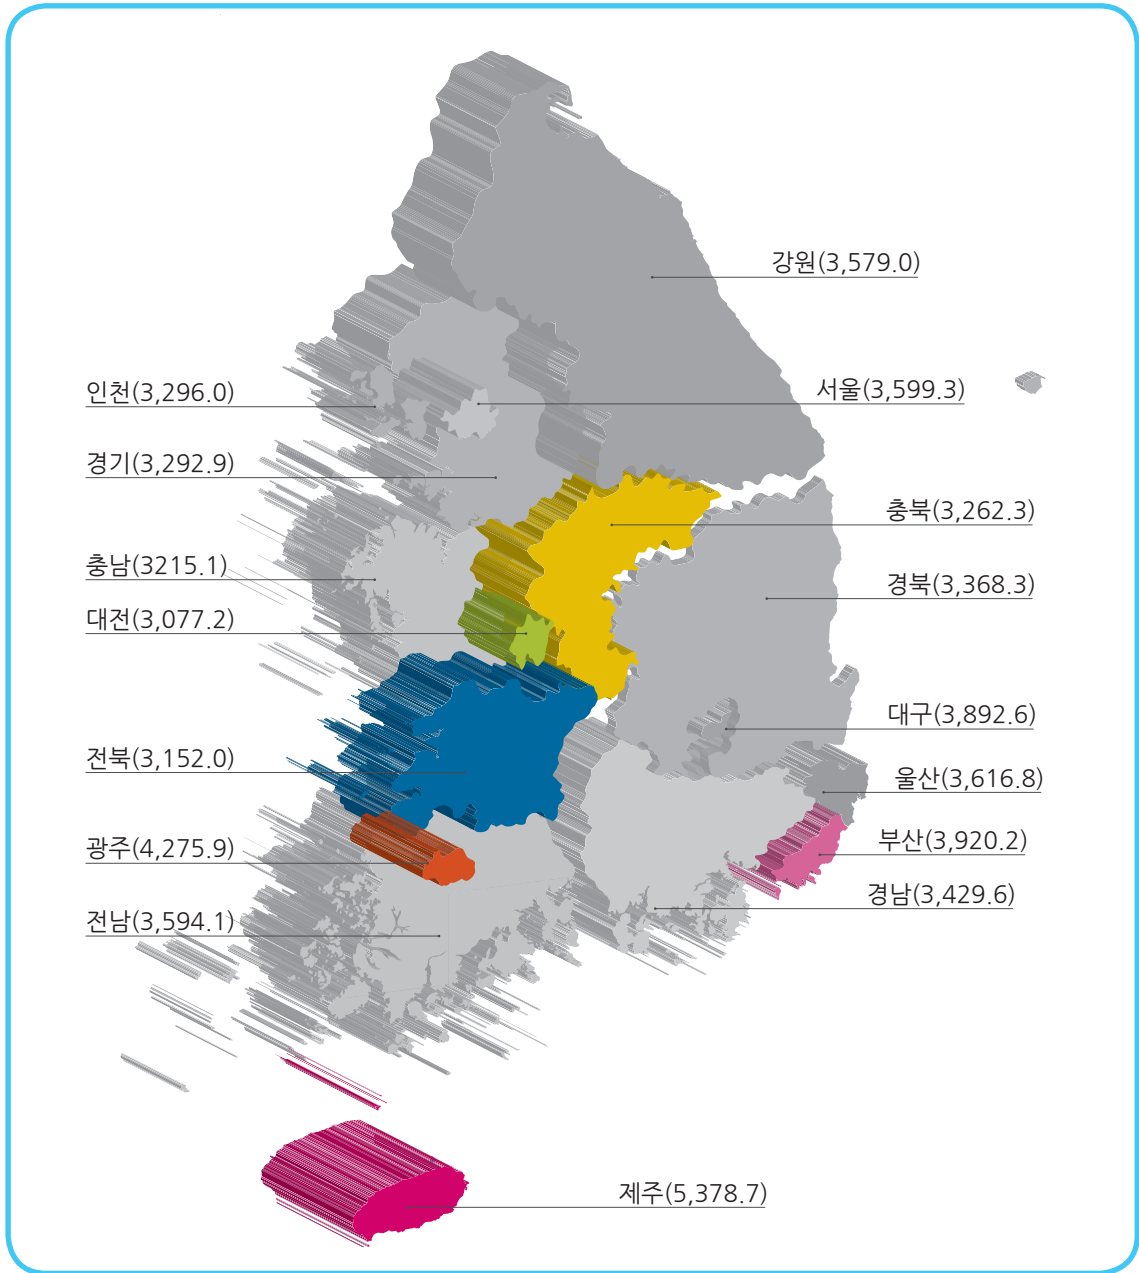 강원(3,579.0)
인천(3,296.0)
서울(3,599.3)
경기(3,292.9)
충북(3,262.3)
충남(3215.1)
경북(3,368.3)
대전(3,077.2)
대구(3,892.6)
전북(3,152.0)
울산(3,616.8)
부산(3,920.2)
광주(4,275.9)
경남(3,429.6)
전남(3,594.1)
제주(5,378.7)